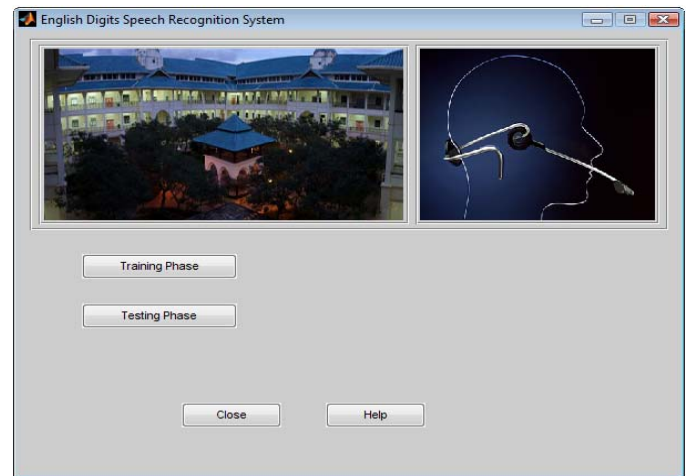 English Digits Speech Recognition System
Training Phase
Testing Phase
Close Help